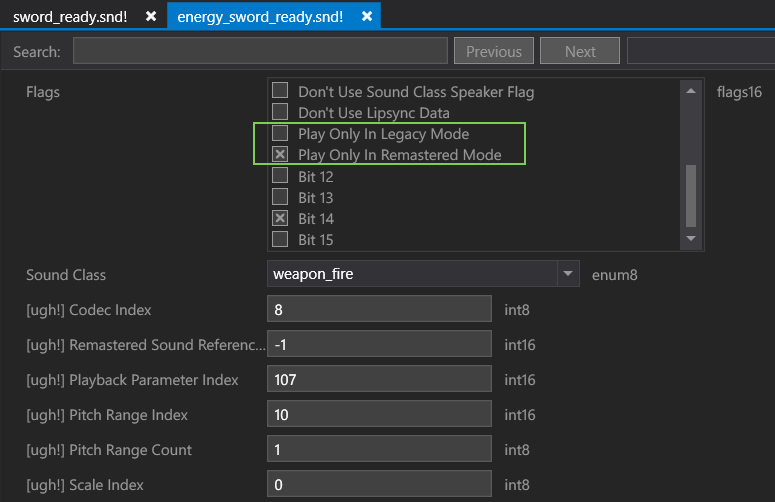 sword_ready.snd! ✕ energy_sword_ready.snd! ✕
Search: Previous Next
Flags Don't Use Sound Class Speaker Flag flags16
Don't Use Lipsync Data
Play Only In Legacy Mode
Play Only In Remastered Mode
Bit 12
Bit 13
Bit 14
Bit 15
Sound Class weapon_fire enum8
[ugh!] Codec Index 8 int8
[ugh!] Remastered Sound Referenc... -1 int16
[ugh!] Playback Parameter Index 107 int16
[ugh!] Pitch Range Index 10 int16
[ugh!] Pitch Range Count 1 int8
[ugh!] Scale Index 0 int8